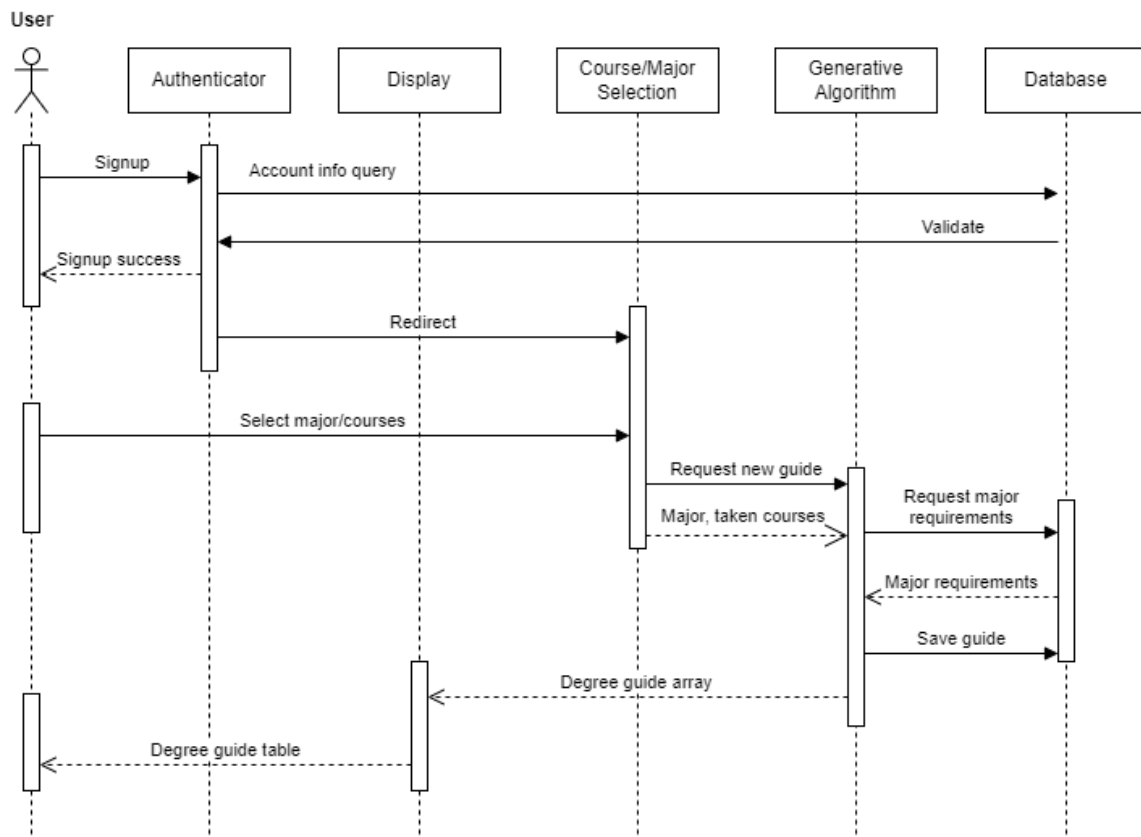 User
Authenticator
Display
Course/Major
Selection
Generative
Algorithm
Database
Signup
Account info query
Validate
Signup success
Redirect
Select major/courses
Request new guide
Request major
requirements
Major, taken courses
Major requirements
Save guide
Degree guide array
Degree guide table